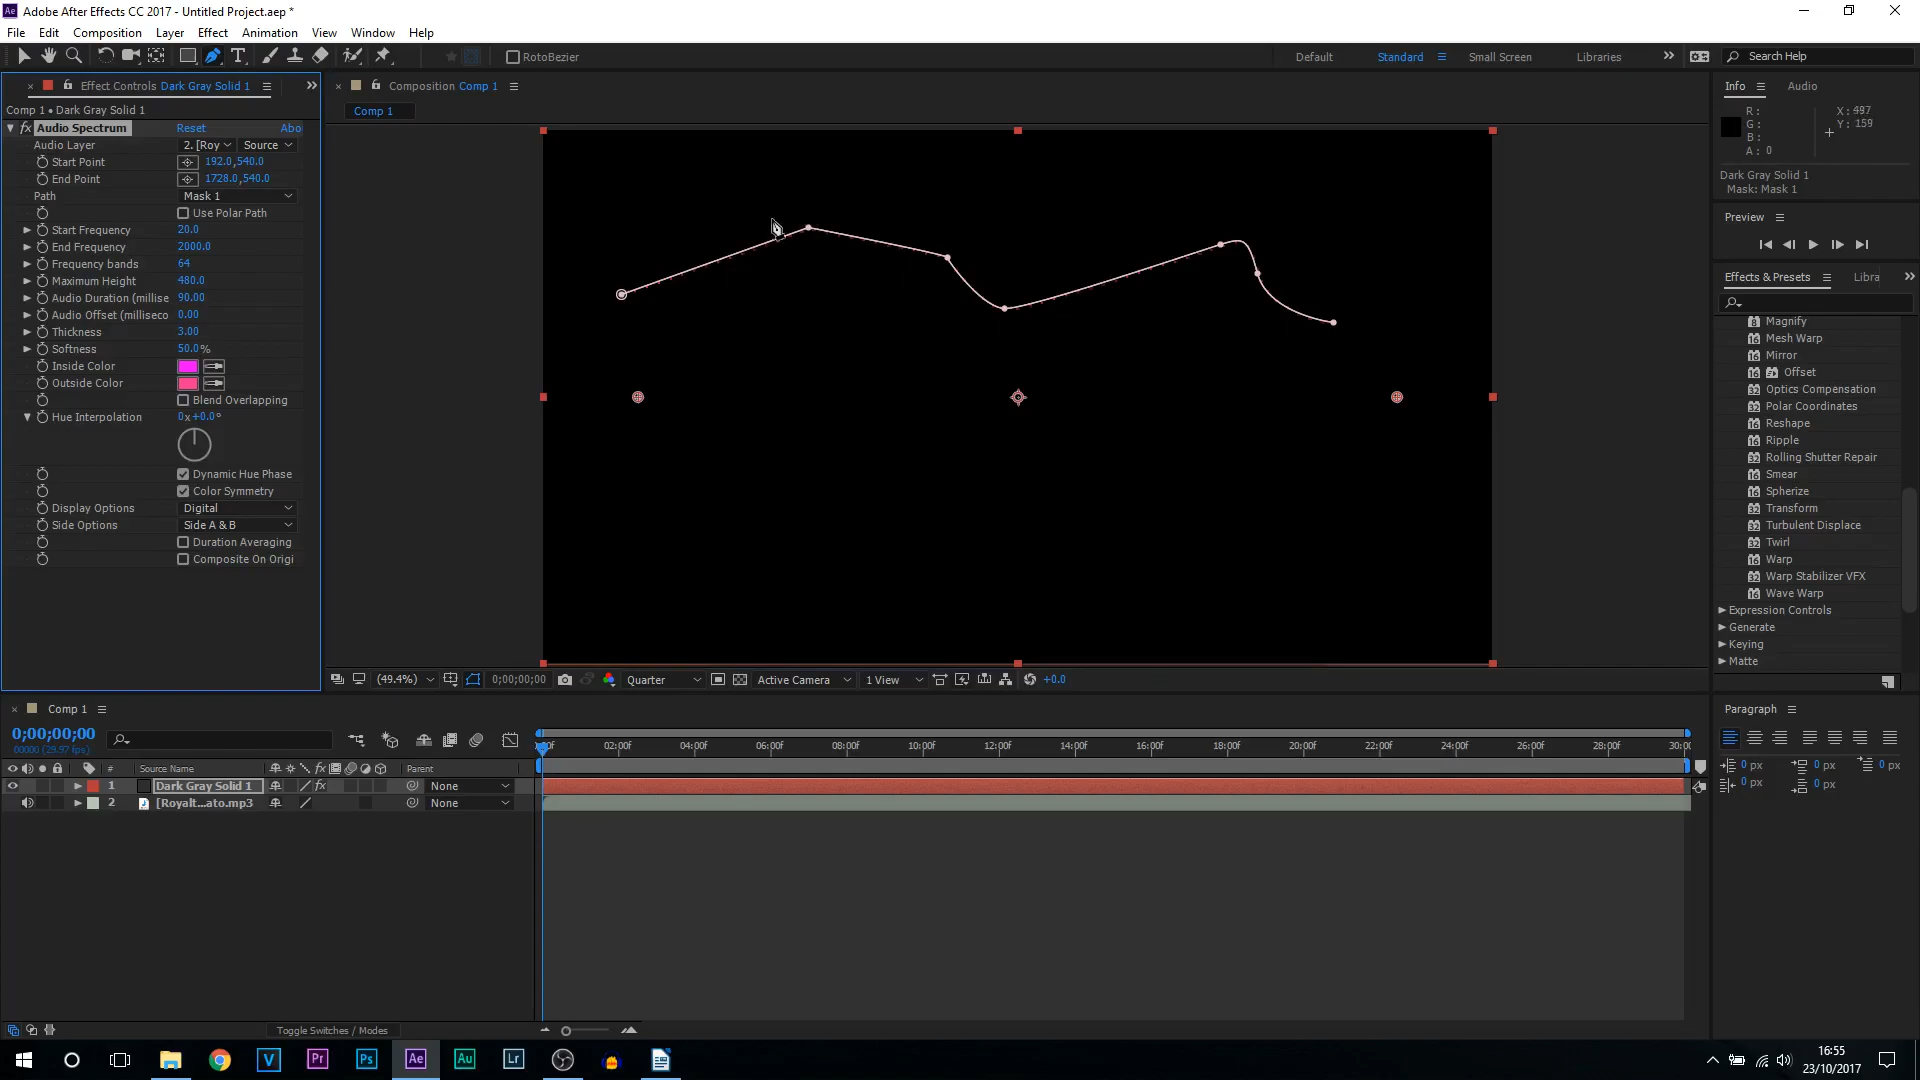 Adobe After Effects CC 2017 - Untitled Project.aep *
File Edit Composition Layer Effect Animation View Window Help
RotoBezier
Default Standard Small Screen Libraries Search Help
Effect Controls Dark Gray Solid 1
Comp 1 • Dark Gray Solid 1
fx Audio Spectrum Reset Abo
Audio Layer 2. [Roy Source
Start Point 192.0,540.0
End Point 1728.0,540.0
Path Mask 1
Use Polar Path
Start Frequency 20.0
End Frequency 2000.0
Frequency bands 64
Maximum Height 480.0
Audio Duration (millise 90.00
Audio Offset (milliseco 0.00
Thickness 3.00
Softness 50.0%
Inside Color
Outside Color
Blend Overlapping
Hue Interpolation 0x+0.0°
Dynamic Hue Phase
Color Symmetry
Display Options Digital
Side Options Side A & B
Duration Averaging
Composite On Origi
Composition Comp 1
Comp 1
(49.4%) 0;00;00;00 Quarter Active Camera 1 View +0.0
Info Audio
R: X: 487
G: Y: 159
B:
A: 0
Dark Gray Solid 1
Mask: Mask 1
Preview
Effects & Presets Libra
Magnify
Mesh Warp
Mirror
Offset
Optics Compensation
Polar Coordinates
Reshape
Ripple
Rolling Shutter Repair
Smear
Spherize
Transform
Turbulent Displace
Twirl
Warp
Warp Stabilizer VFX
Wave Warp
Expression Controls
Generate
Keying
Matte
Paragraph
0 px 0 px 0 px
0 px 0 px
Comp 1
0;00;00;00
00000 (29.97 fps)
02:00f 04:00f 06:00f 08:00f 10:00f 12:00f 14:00f 16:00f 18:00f 20:00f 22:00f 24:00f 26:00f 28:00f 30:0
# Source Name fx Parent
1 Dark Gray Solid 1 fx None
2 [Royalt...ato.mp3 None
Toggle Switches / Modes
V Pr Ps Ae Au Lr
16:55
23/10/2017